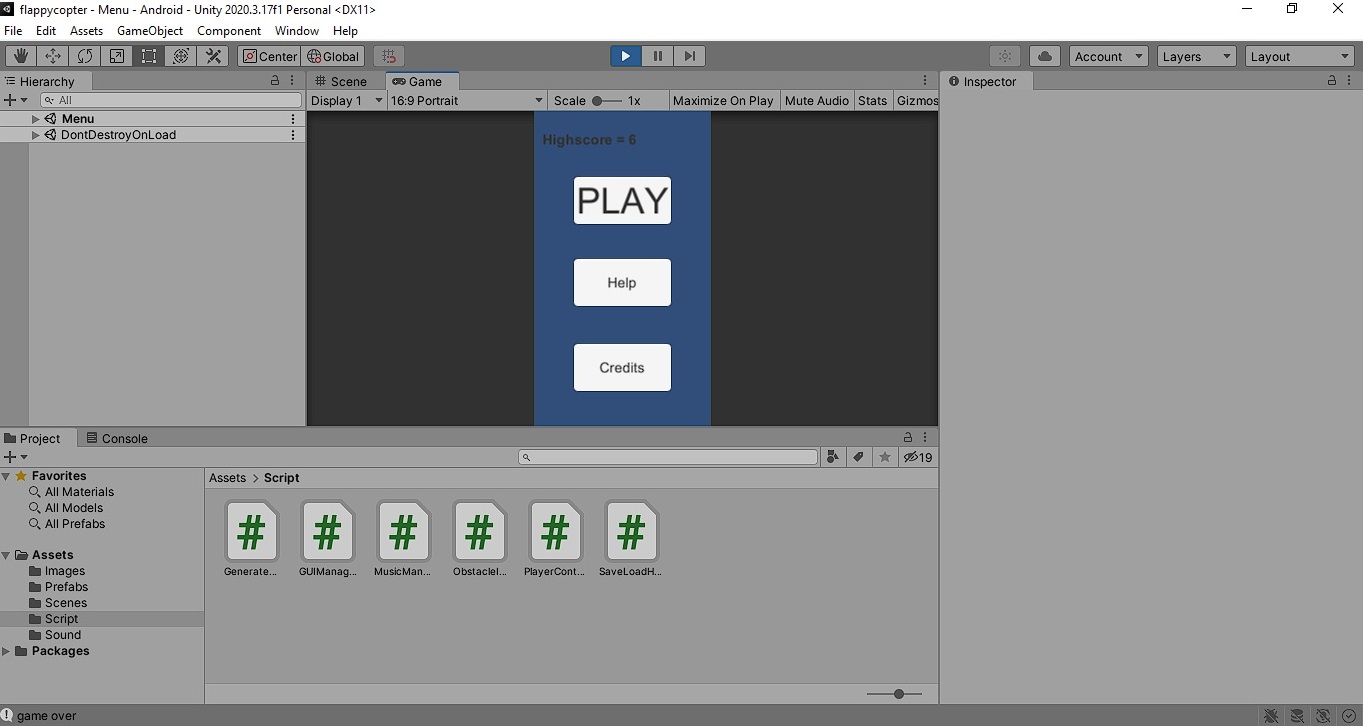 flappycopter - Menu - Android - Unity 2020.3.17f1 Personal <DX11>
File Edit Assets GameObject Component Window Help
Center Global Account Layers Layout
Hierarchy
All
Menu
DontDestroyOnLoad
Scene Game
Display 1 16:9 Portrait Scale 1x Maximize On Play Mute Audio Stats Gizmos
Highscore = 6
PLAY
Help
Credits
Inspector
Project Console
19
Favorites
All Materials
All Models
All Prefabs
Assets
Images
Prefabs
Scenes
Script
Sound
Packages
Assets > Script
# # # # # #
Generate... GUIManag... MusicMan... ObstacleI... PlayerCont... SaveLoadH...
game over